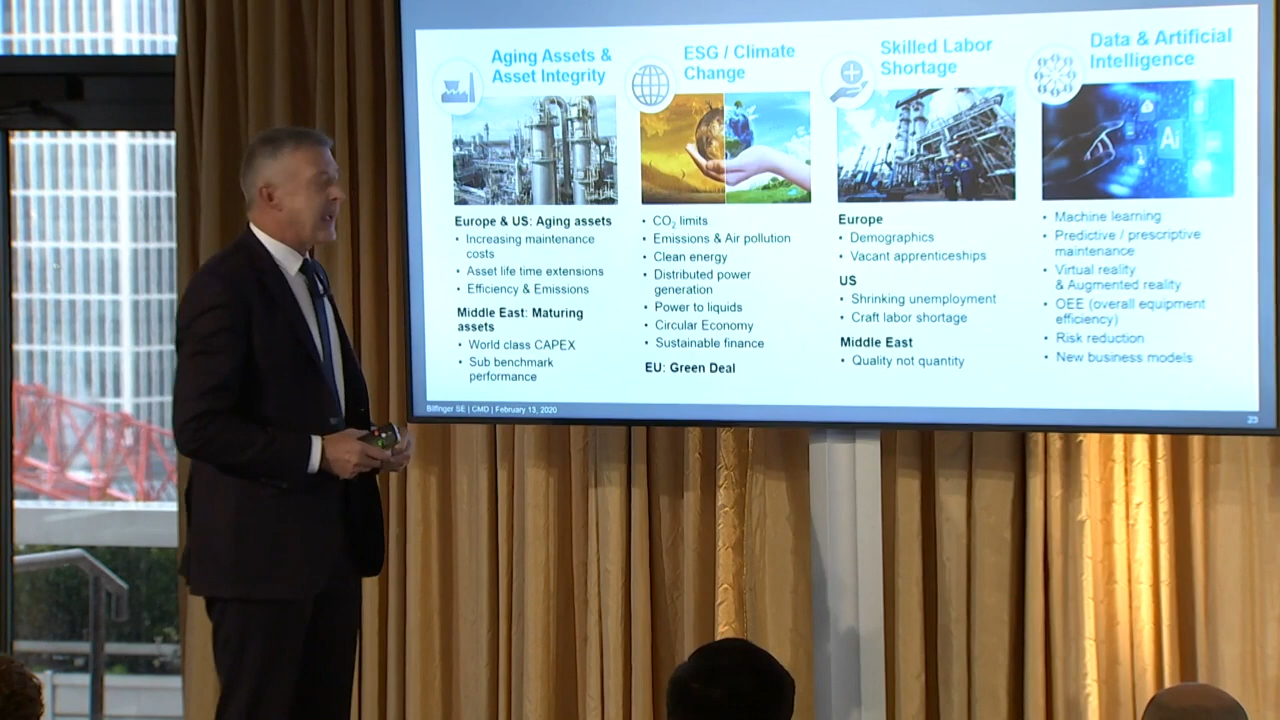 Aging Assets &
Asset Integrity
Europe & US: Aging assets
• Increasing maintenance
costs
• Asset life time extensions
• Efficiency & Emissions
Middle East: Maturing
assets
• World class CAPEX
• Sub benchmark
performance
ESG / Climate
Change
• CO₂ limits
• Emissions & Air pollution
• Clean energy
• Distributed power
generation
• Power to liquids
• Circular Economy
• Sustainable finance
EU: Green Deal
Skilled Labor
Shortage
Europe
• Demographics
• Vacant apprenticeships
US
• Shrinking unemployment
• Craft labor shortage
Middle East
• Quality not quantity
Data & Artificial
Intelligence
Ai
• Machine learning
• Predictive / prescriptive
maintenance
• Virtual reality
& Augmented reality
• OEE (overall equipment
efficiency)
• Risk reduction
• New business models
Bilfinger SE | CMD | February 13, 2020
23